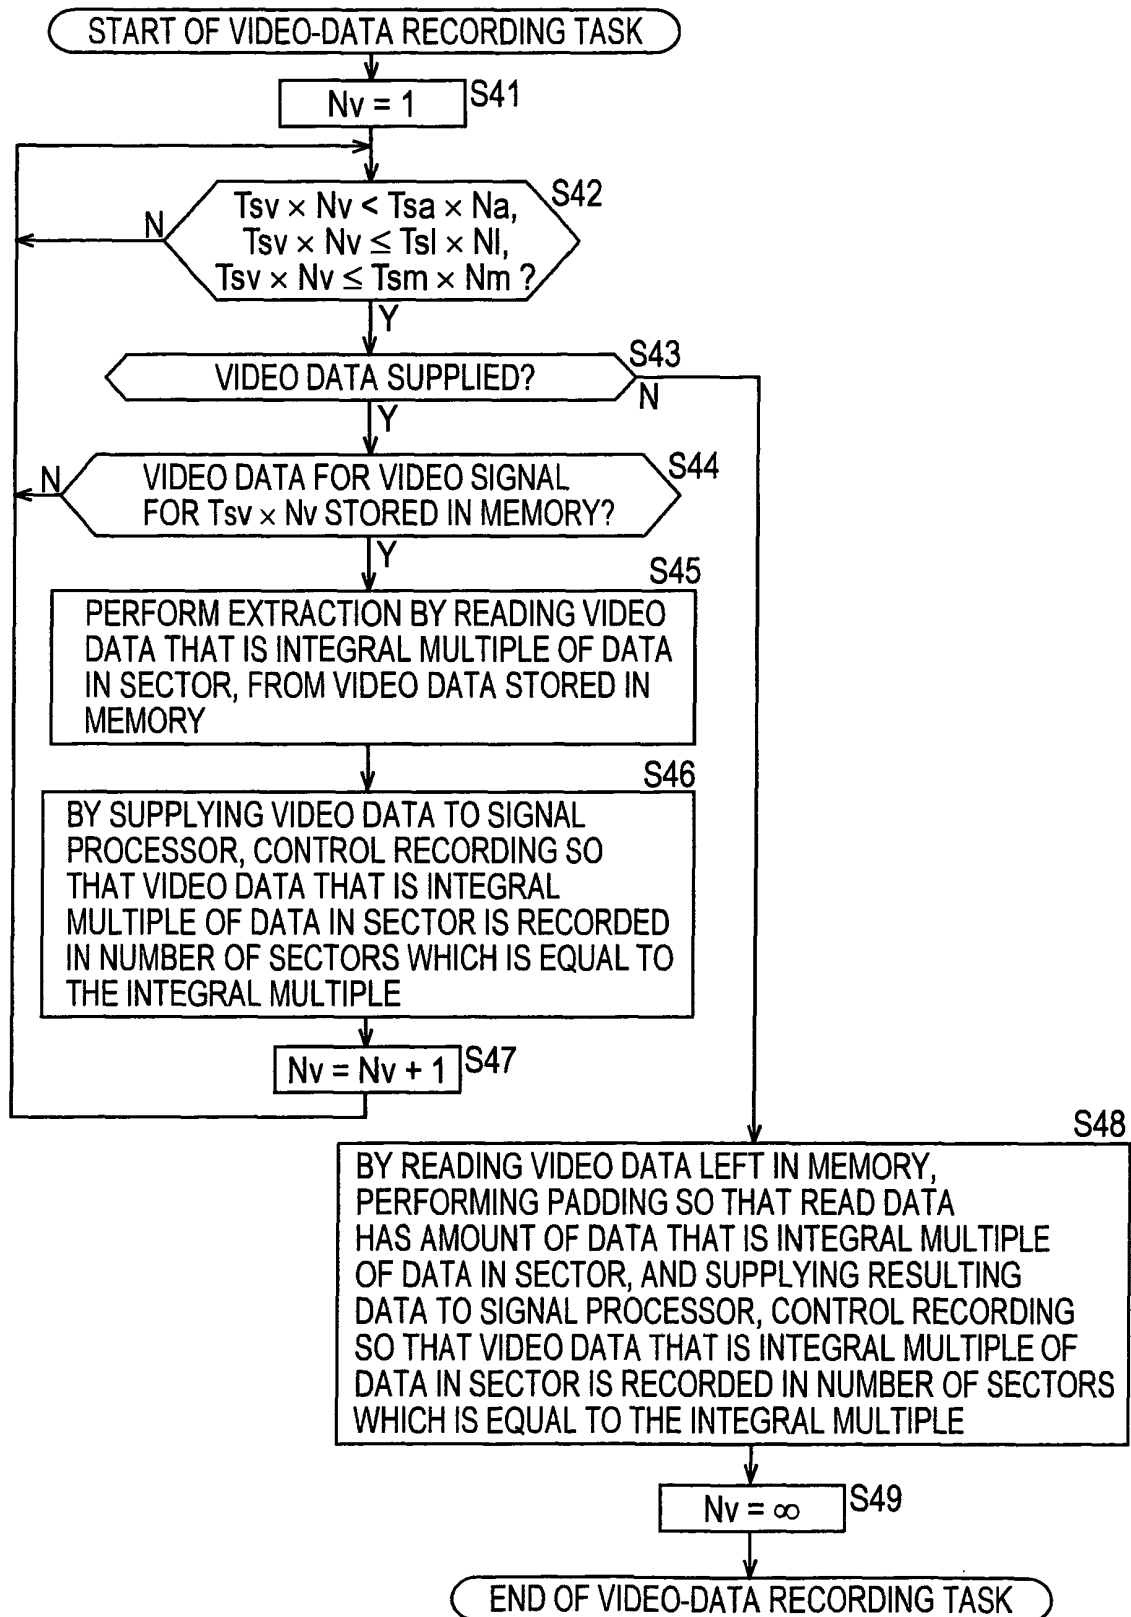 START OF VIDEO-DATA RECORDING TASK
Nv = 1
S41
S42
Tsv × Nv < Tsa × Na,
Tsv × Nv ≤ Tsl × Nl,
Tsv × Nv ≤ Tsm × Nm ?
N
Y
S43
VIDEO DATA SUPPLIED?
N
Y
S44
VIDEO DATA FOR VIDEO SIGNAL
FOR Tsv × Nv STORED IN MEMORY?
N
Y
S45
PERFORM EXTRACTION BY READING VIDEO
DATA THAT IS INTEGRAL MULTIPLE OF DATA
IN SECTOR, FROM VIDEO DATA STORED IN
MEMORY
S46
BY SUPPLYING VIDEO DATA TO SIGNAL
PROCESSOR, CONTROL RECORDING SO
THAT VIDEO DATA THAT IS INTEGRAL
MULTIPLE OF DATA IN SECTOR IS RECORDED
IN NUMBER OF SECTORS WHICH IS EQUAL TO
THE INTEGRAL MULTIPLE
Nv = Nv + 1
S47
S48
BY READING VIDEO DATA LEFT IN MEMORY,
PERFORMING PADDING SO THAT READ DATA
HAS AMOUNT OF DATA THAT IS INTEGRAL MULTIPLE
OF DATA IN SECTOR, AND SUPPLYING RESULTING
DATA TO SIGNAL PROCESSOR, CONTROL RECORDING
SO THAT VIDEO DATA THAT IS INTEGRAL MULTIPLE OF
DATA IN SECTOR IS RECORDED IN NUMBER OF SECTORS
WHICH IS EQUAL TO THE INTEGRAL MULTIPLE
Nv = ∞
S49
END OF VIDEO-DATA RECORDING TASK